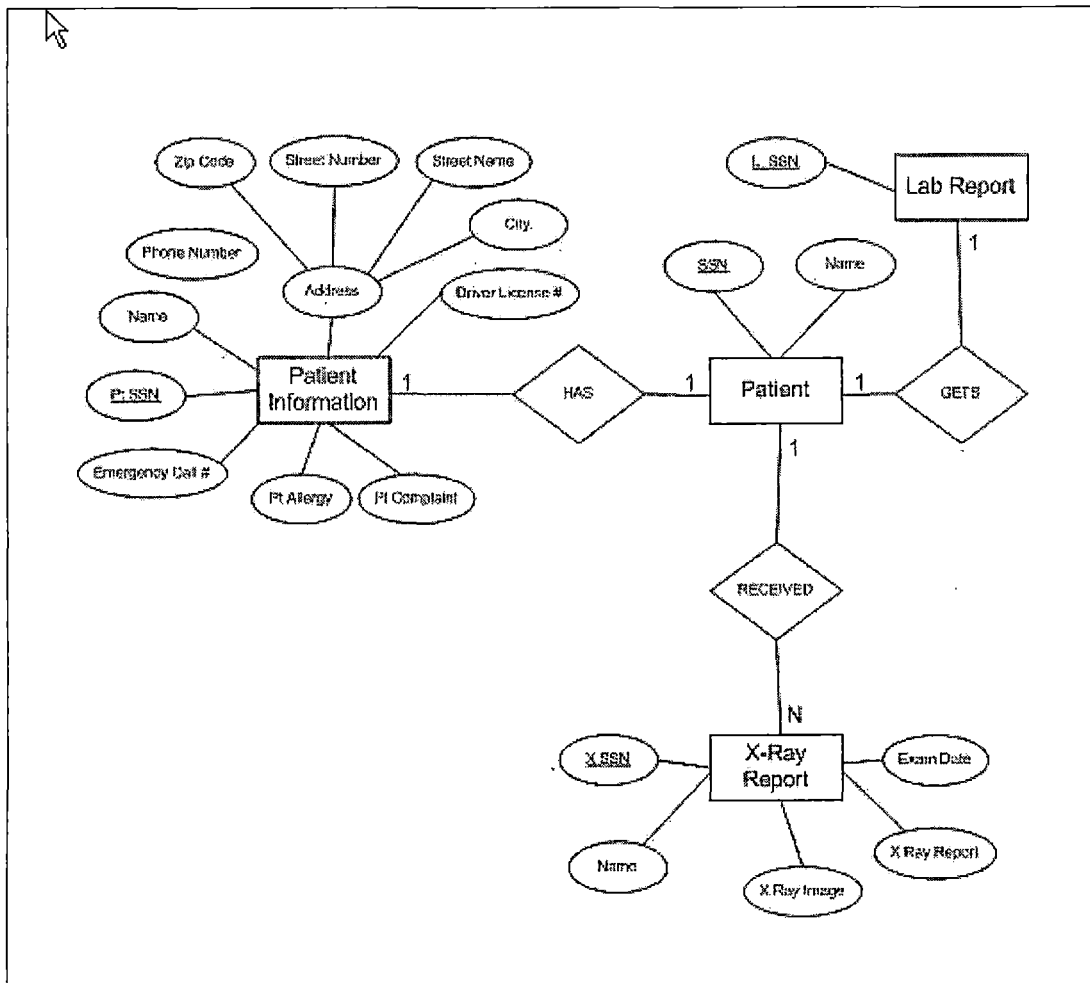 Zip Code
Street Number
Street Name
City
Phone Number
Address
Driver License #
Name
Pt SSN
Patient
Information
Emergency Call #
Pt Allergy
Pt Complaint
1
HAS
1
L_SSN
Lab Report
1
SSN
Name
Patient
1
GETS
1
RECEIVED
N
X SSN
X-Ray
Report
Exam Date
Name
X Ray Image
X Ray Report